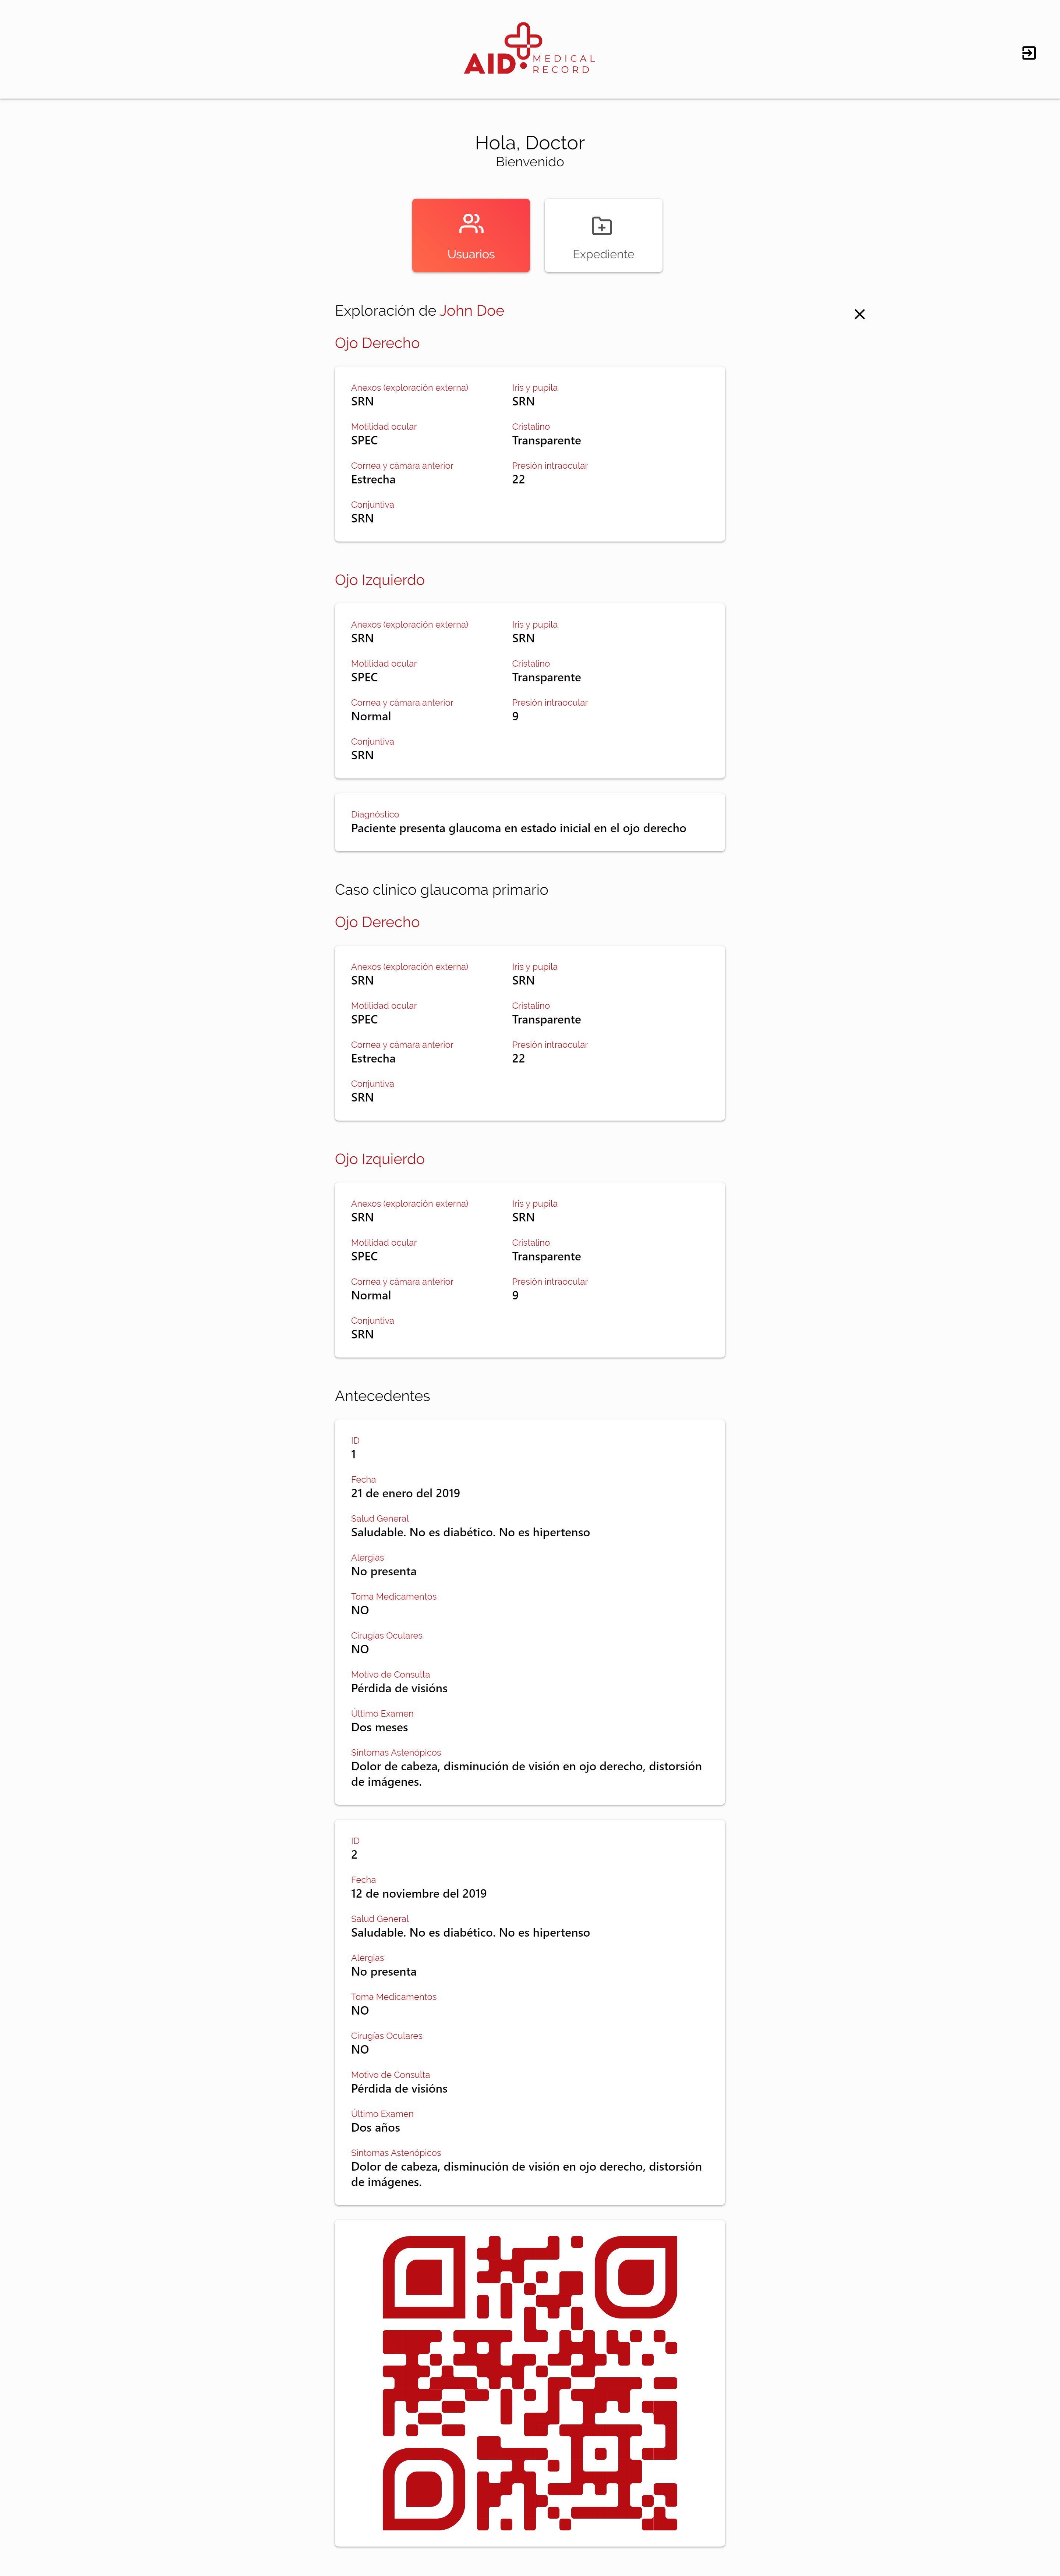 AID MEDICAL
RECORD
Hola, Doctor
Bienvenido
Usuarios
Expediente
Exploración de John Doe
Ojo Derecho
Anexos (exploración externa)
SRN
Motilidad ocular
SPEC
Cornea y cámara anterior
Estrecha
Conjuntiva
SRN
Iris y pupila
SRN
Cristalino
Transparente
Presión intraocular
22
Ojo Izquierdo
Anexos (exploración externa)
SRN
Motilidad ocular
SPEC
Cornea y cámara anterior
Normal
Conjuntiva
SRN
Iris y pupila
SRN
Cristalino
Transparente
Presión intraocular
9
Diagnóstico
Paciente presenta glaucoma en estado inicial en el ojo derecho
Caso clínico glaucoma primario
Ojo Derecho
Anexos (exploración externa)
SRN
Motilidad ocular
SPEC
Cornea y cámara anterior
Estrecha
Conjuntiva
SRN
Iris y pupila
SRN
Cristalino
Transparente
Presión intraocular
22
Ojo Izquierdo
Anexos (exploración externa)
SRN
Motilidad ocular
SPEC
Cornea y cámara anterior
Normal
Conjuntiva
SRN
Iris y pupila
SRN
Cristalino
Transparente
Presión intraocular
9
Antecedentes
ID
1
Fecha
21 de enero del 2019
Salud General
Saludable. No es diabético. No es hipertenso
Alergias
No presenta
Toma Medicamentos
NO
Cirugías Oculares
NO
Motivo de Consulta
Pérdida de visións
Último Examen
Dos meses
Síntomas Astenópicos
Dolor de cabeza, disminución de visión en ojo derecho, distorsión
de imágenes.
ID
2
Fecha
12 de noviembre del 2019
Salud General
Saludable. No es diabético. No es hipertenso
Alergias
No presenta
Toma Medicamentos
NO
Cirugías Oculares
NO
Motivo de Consulta
Pérdida de visións
Último Examen
Dos años
Síntomas Astenópicos
Dolor de cabeza, disminución de visión en ojo derecho, distorsión
de imágenes.